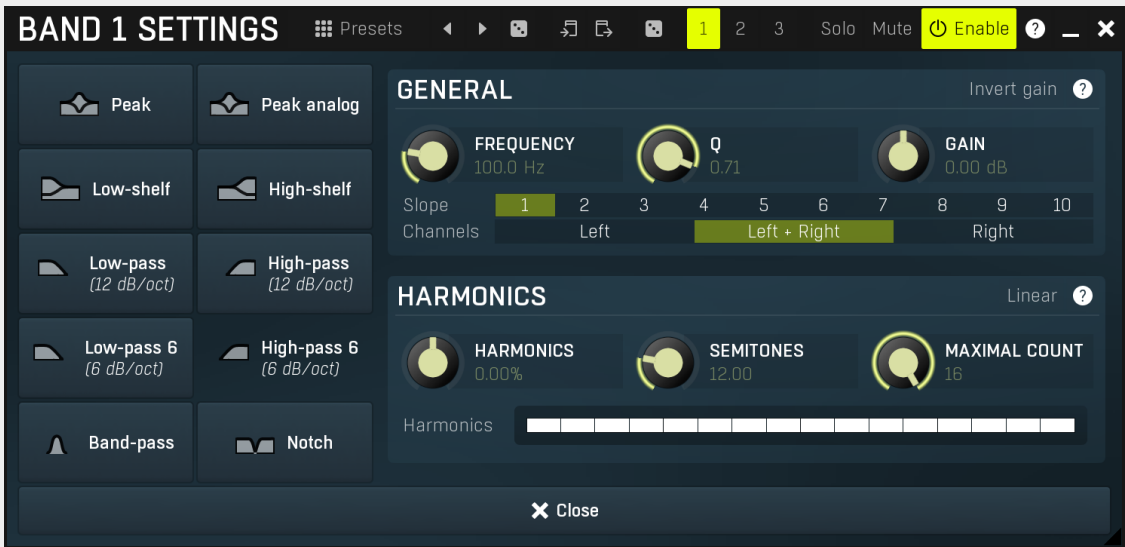 BAND 1 SETTINGS Presets 1 2 3 Solo Mute Enable ?
Peak Peak analog
Low-shelf High-shelf
Low-pass High-pass
(12 dB/oct) (12 dB/oct)
Low-pass 6 High-pass 6
(6 dB/oct) (6 dB/oct)
Band-pass Notch
GENERAL Invert gain ?
FREQUENCY Q GAIN
100.0 Hz 0.71 0.00 dB
Slope 1 2 3 4 5 6 7 8 9 10
Channels Left Left + Right Right
HARMONICS Linear ?
HARMONICS SEMITONES MAXIMAL COUNT
0.00% 12.00 16
Harmonics
Close